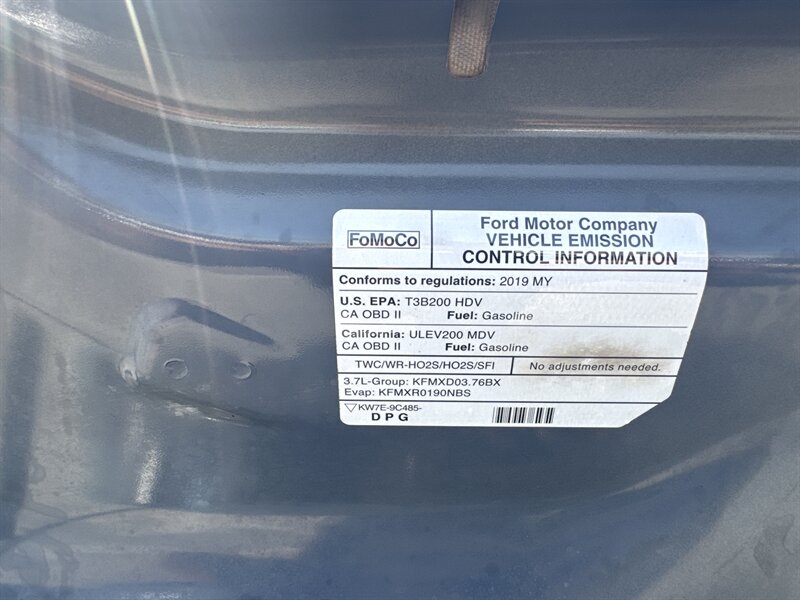 FoMoCo
Ford Motor Company
VEHICLE EMISSION
CONTROL INFORMATION
Conforms to regulations: 2019 MY
U.S. EPA: T3B200 HDV
CA OBD II Fuel: Gasoline
California: ULEV200 MDV
CA OBD II Fuel: Gasoline
TWC/WR-HO2S/HO2S/SFI No adjustments needed.
3.7L-Group: KFMXD03.76BX
Evap: KFMXR0190NBS
KW7E-9C485-
D P G